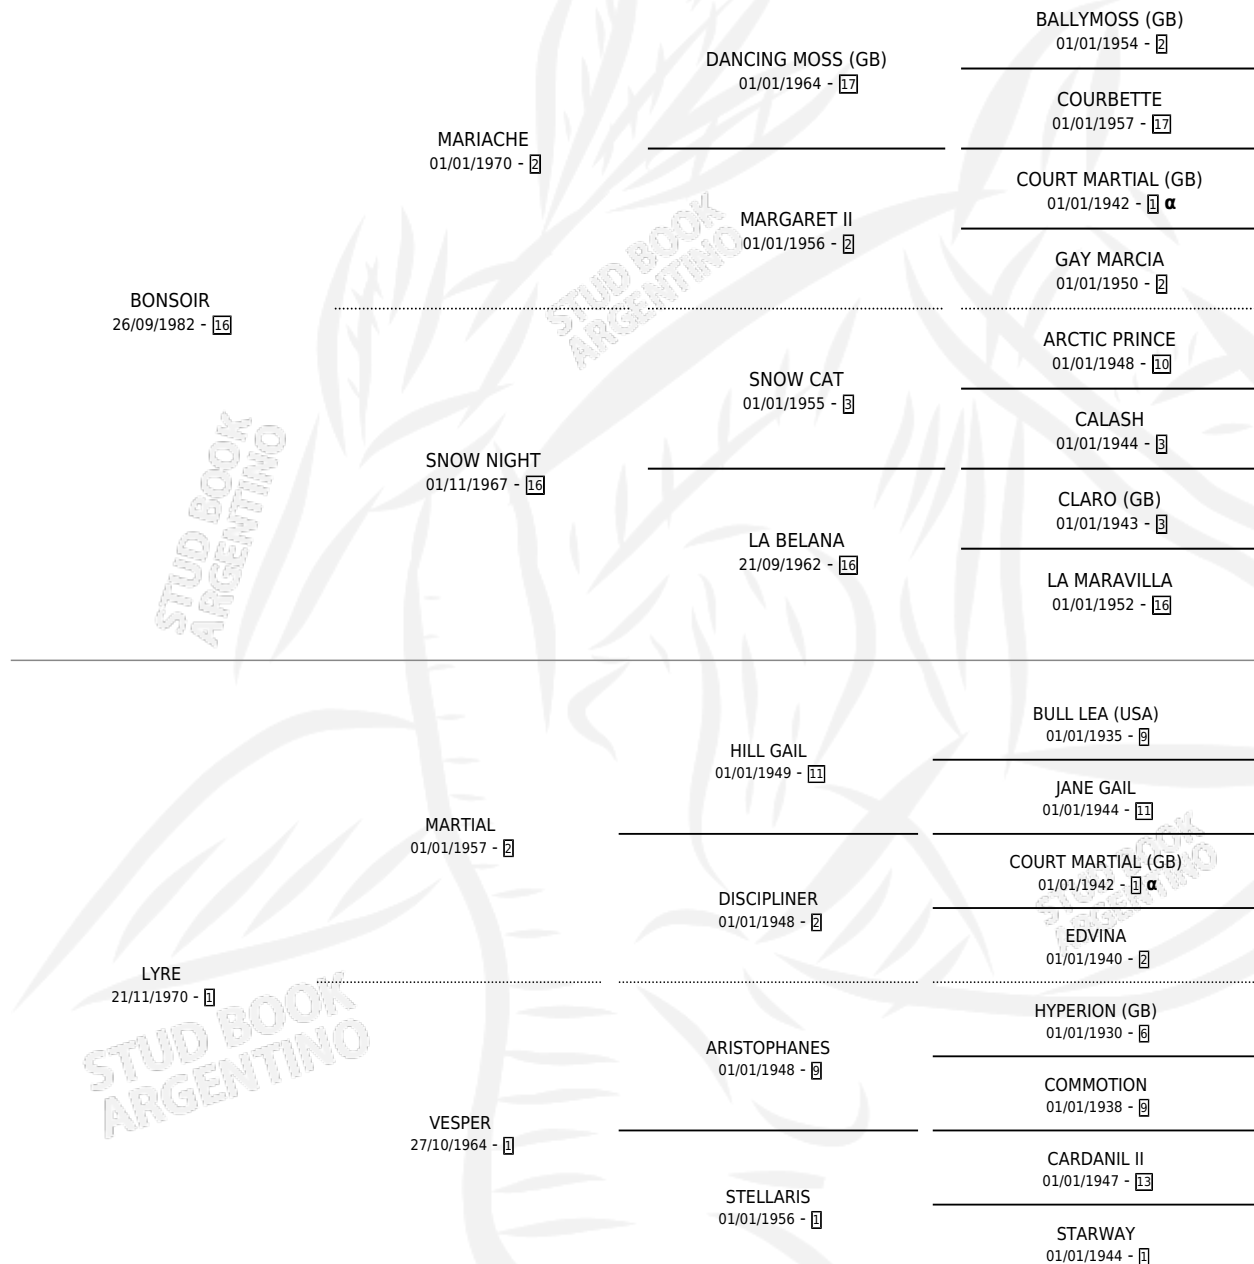 BALLYMOSS (GB)
01/01/1954 - 2
DANCING MOSS (GB)
01/01/1964 - 17
COURBETTE
01/01/1957 - 17
MARIACHE
01/01/1970 - 2
COURT MARTIAL (GB)
01/01/1942 - 1 α
MARGARET II
01/01/1956 - 2
GAY MARCIA
01/01/1950 - 2
BONSOIR
26/09/1982 - 16
ARCTIC PRINCE
01/01/1948 - 10
SNOW CAT
01/01/1955 - 3
CALASH
01/01/1944 - 3
SNOW NIGHT
01/11/1967 - 16
CLARO (GB)
01/01/1943 - 3
LA BELANA
21/09/1962 - 16
LA MARAVILLA
01/01/1952 - 16
BULL LEA (USA)
01/01/1935 - 9
HILL GAIL
01/01/1949 - 11
JANE GAIL
01/01/1944 - 11
MARTIAL
01/01/1957 - 2
COURT MARTIAL (GB)
01/01/1942 - 1 α
DISCIPLINER
01/01/1948 - 2
EDVINA
01/01/1940 - 2
LYRE
21/11/1970 - 1
HYPERION (GB)
01/01/1930 - 6
ARISTOPHANES
01/01/1948 - 9
COMMOTION
01/01/1938 - 9
VESPER
27/10/1964 - 1
CARDANIL II
01/01/1947 - 13
STELLARIS
01/01/1956 - 1
STARWAY
01/01/1944 - 1
STUD BOOK
ARGENTINO
STUD BOOK
ARGENTINO
STUD BOOK
ARGENTINO
STUD BOOK
ARGENTINO